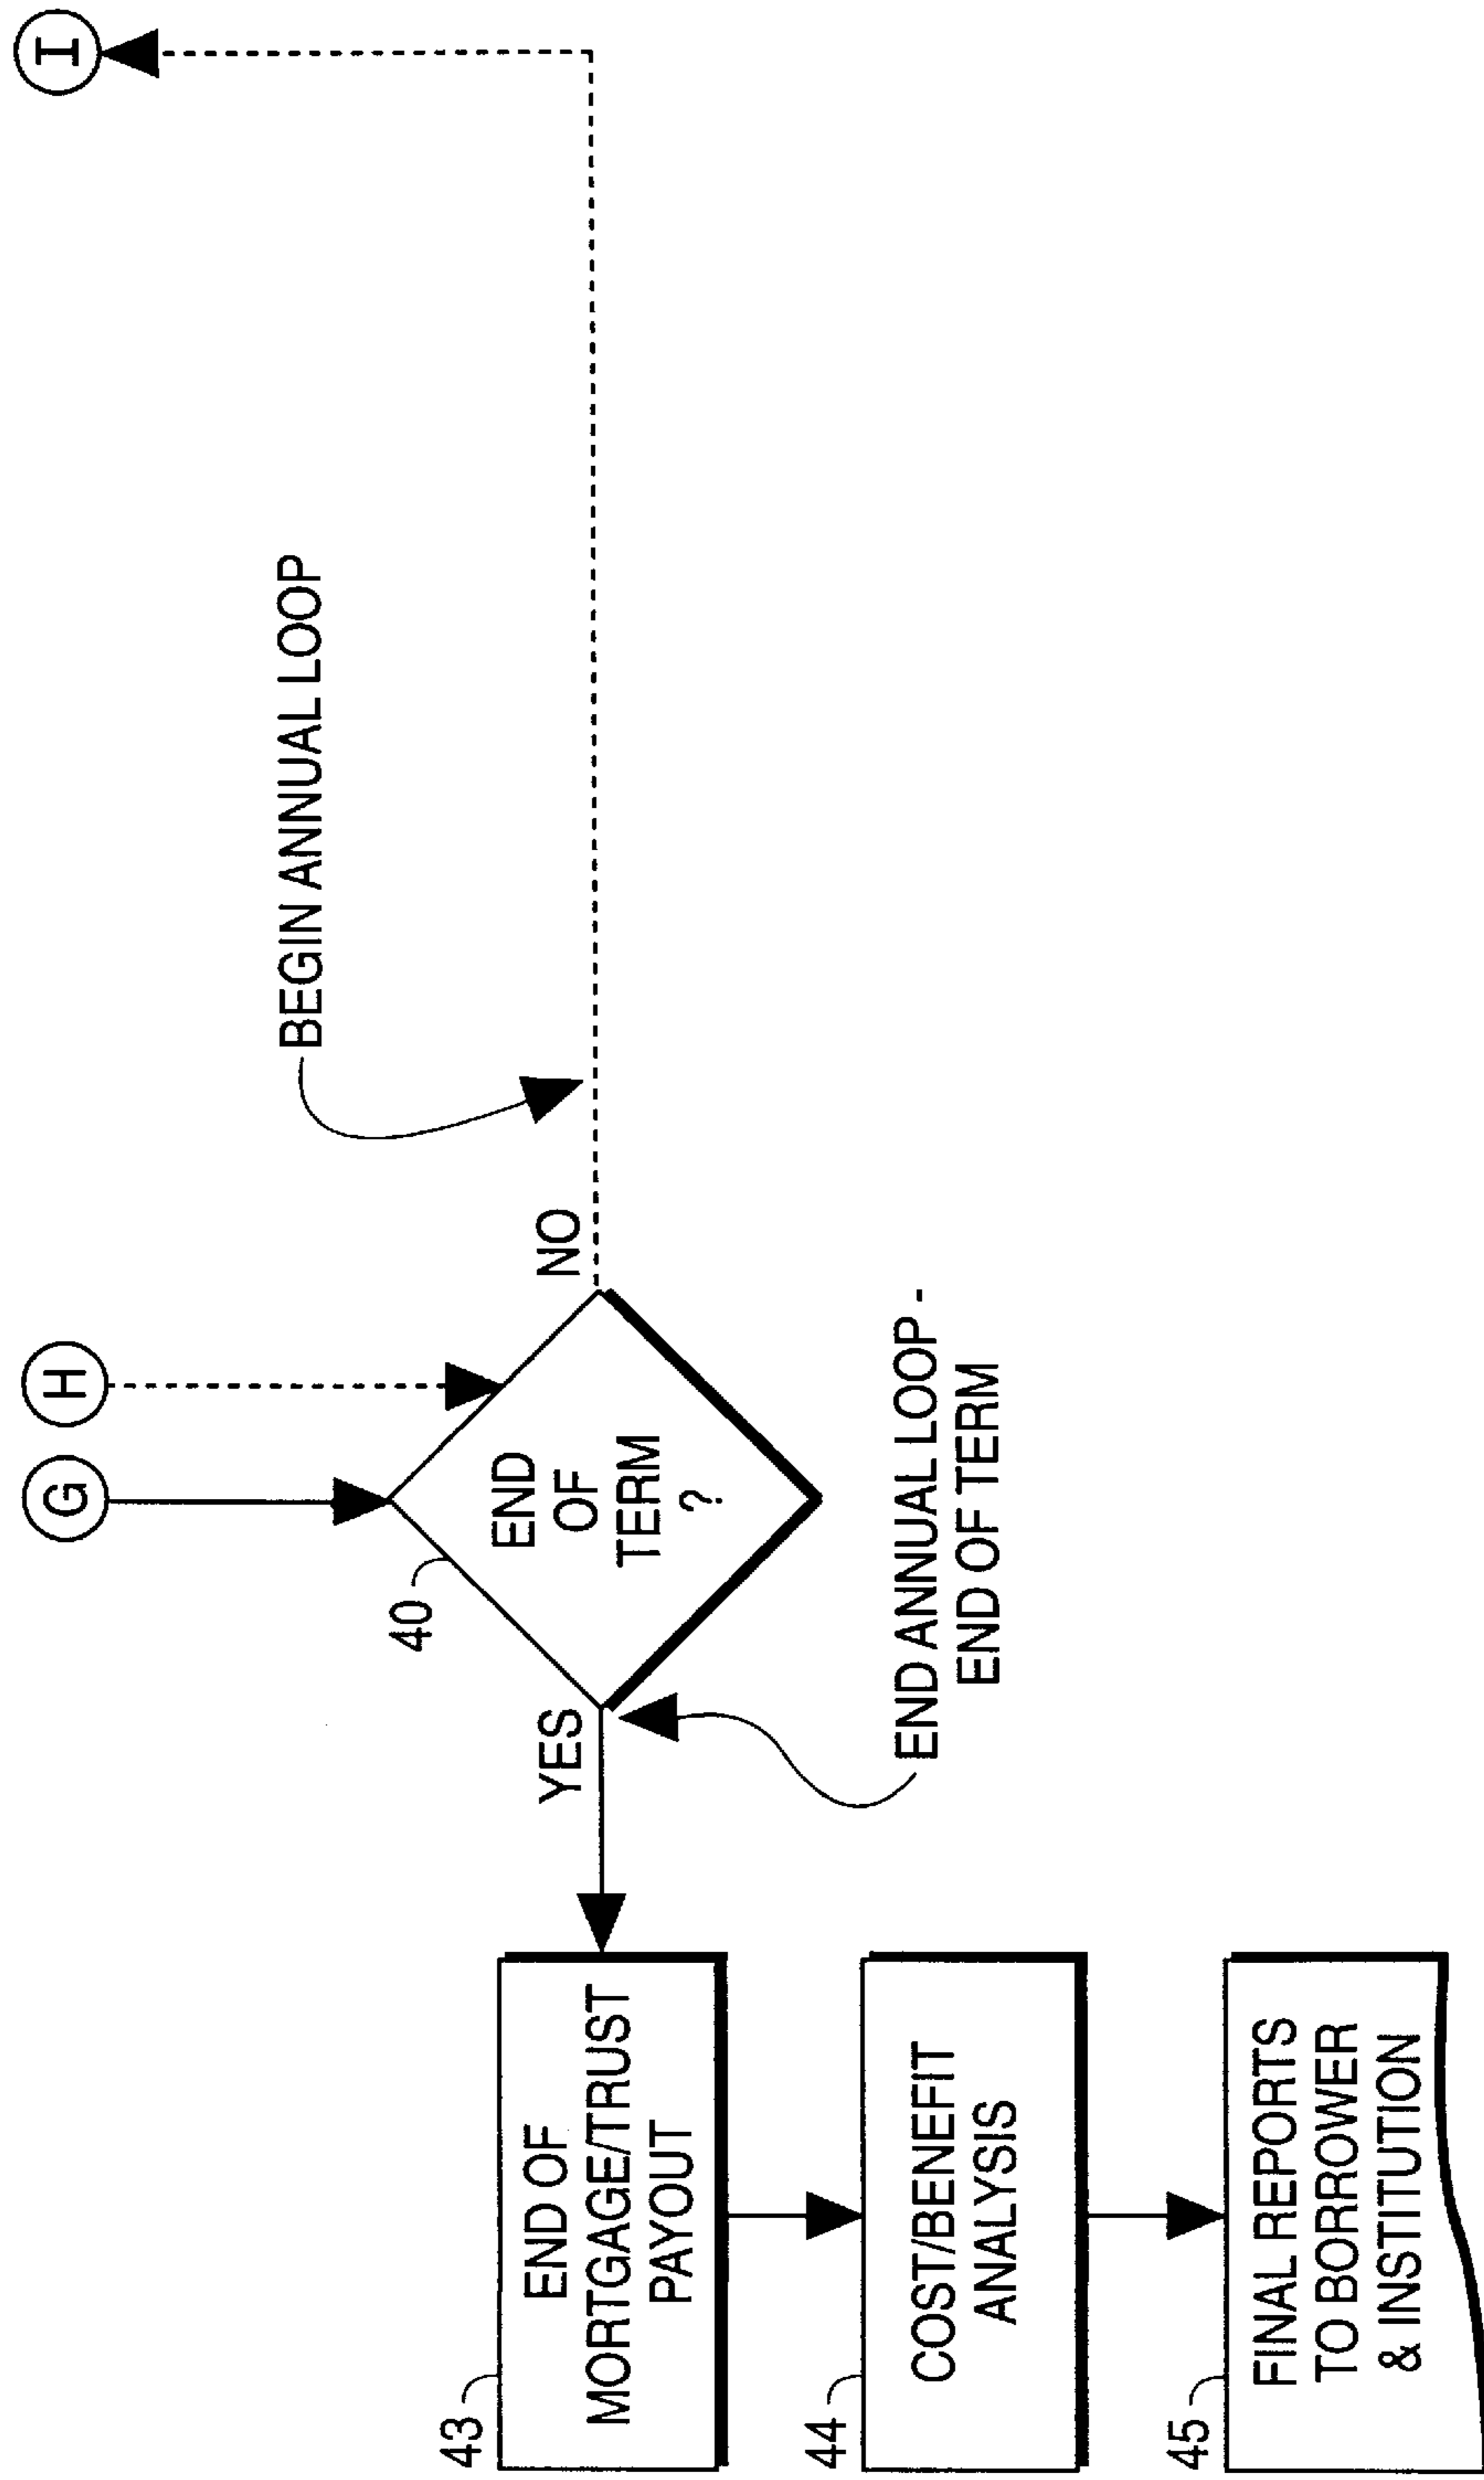 G
H
I
BEGIN ANNUAL LOOP
40
END
OF
TERM
?
YES
NO
END ANNUAL LOOP -
END OF TERM
43
END OF
MORTGAGE/TRUST
PAYOUT
44
COST/BENEFIT
ANALYSIS
45
FINAL REPORTS
TO BORROWER
& INSTITUTION